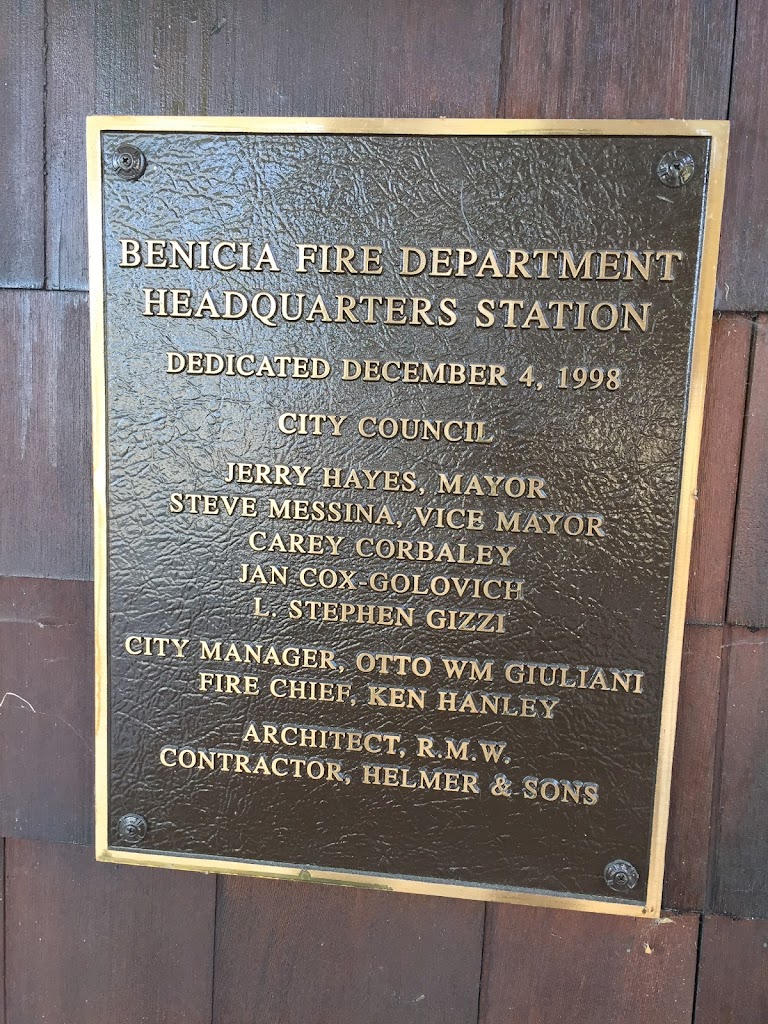 BENICIA FIRE DEPARTMENT
HEADQUARTERS STATION
DEDICATED DECEMBER 4, 1998
CITY COUNCIL
JERRY HAYES, MAYOR
STEVE MESSINA, VICE MAYOR
CAREY CORBALEY
JAN COX-GOLOVICH
L. STEPHEN GIZZI
CITY MANAGER, OTTO WM GIULIANI
FIRE CHIEF, KEN HANLEY
ARCHITECT, R.M.W.
CONTRACTOR, HELMER & SONS